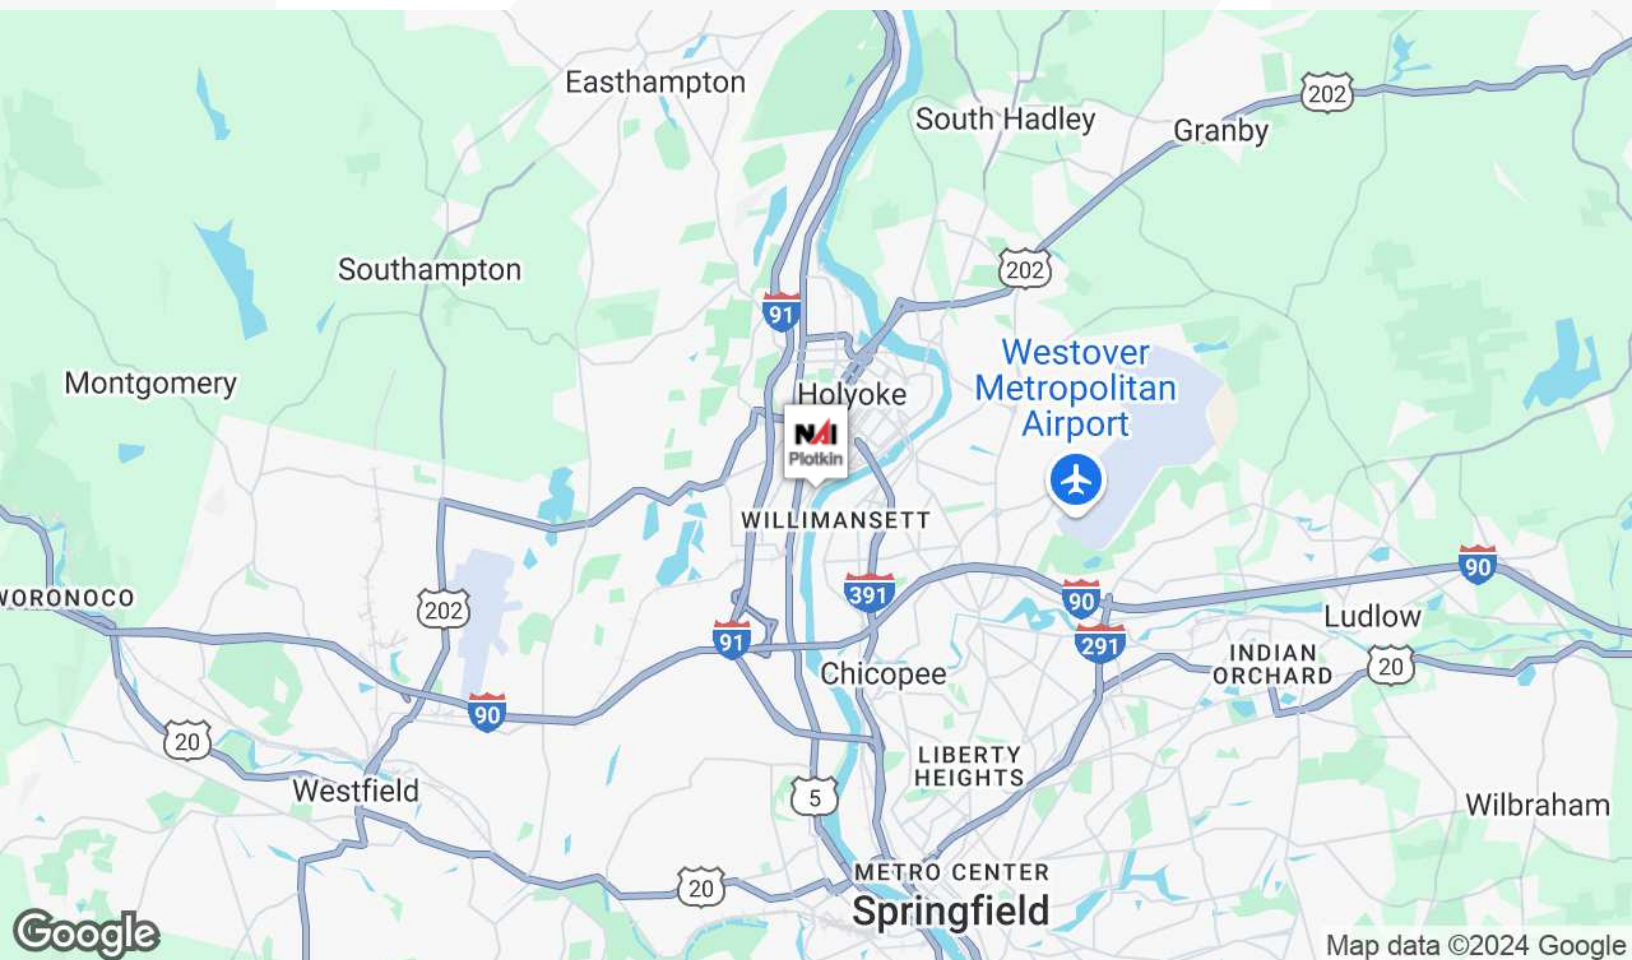 Easthampton
202
South Hadley
Granby
202
Southampton
91
Westover
Metropolitan
Airport
Montgomery
Holyoke
NAI
Plotkin
WILLIMANSETT
90
WORONOCO
202
391
90
Ludlow
91
291
INDIAN
ORCHARD
20
Chicopee
90
20
LIBERTY
HEIGHTS
Westfield
5
Wilbraham
METRO CENTER
20
Springfield
Google
Map data ©2024 Google